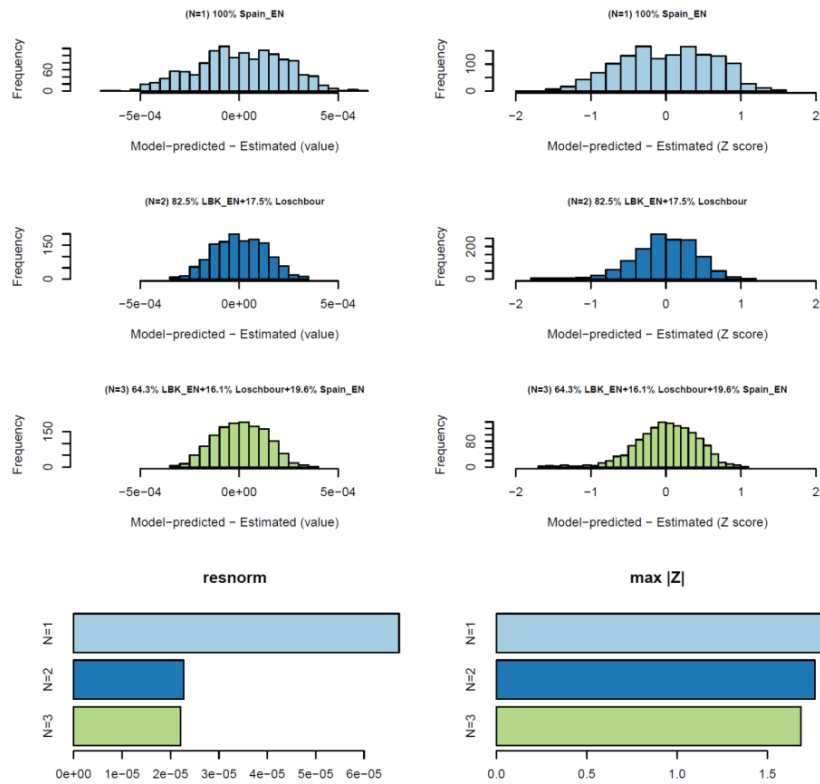 (N=1) 100% Spain_EN
(N=1) 100% Spain_EN
Frequency
0 60
−5e−04 0e+00 5e−04
Model−predicted − Estimated (value)
Frequency
0 100
−2 −1 0 1 2
Model−predicted − Estimated (Z score)
(N=2) 82.5% LBK_EN+17.5% Loschbour
(N=2) 82.5% LBK_EN+17.5% Loschbour
Frequency
0 150
−5e−04 0e+00 5e−04
Model−predicted − Estimated (value)
Frequency
0 200
−2 −1 0 1 2
Model−predicted − Estimated (Z score)
(N=3) 64.3% LBK_EN+16.1% Loschbour+19.6% Spain_EN
(N=3) 64.3% LBK_EN+16.1% Loschbour+19.6% Spain_EN
Frequency
0 150
−5e−04 0e+00 5e−04
Model−predicted − Estimated (value)
Frequency
0 80
−2 −1 0 1 2
Model−predicted − Estimated (Z score)
resnorm
N=1
N=2
N=3
0e+00 1e−05 2e−05 3e−05 4e−05 5e−05 6e−05
max |Z|
N=1
N=2
N=3
0.0 0.5 1.0 1.5